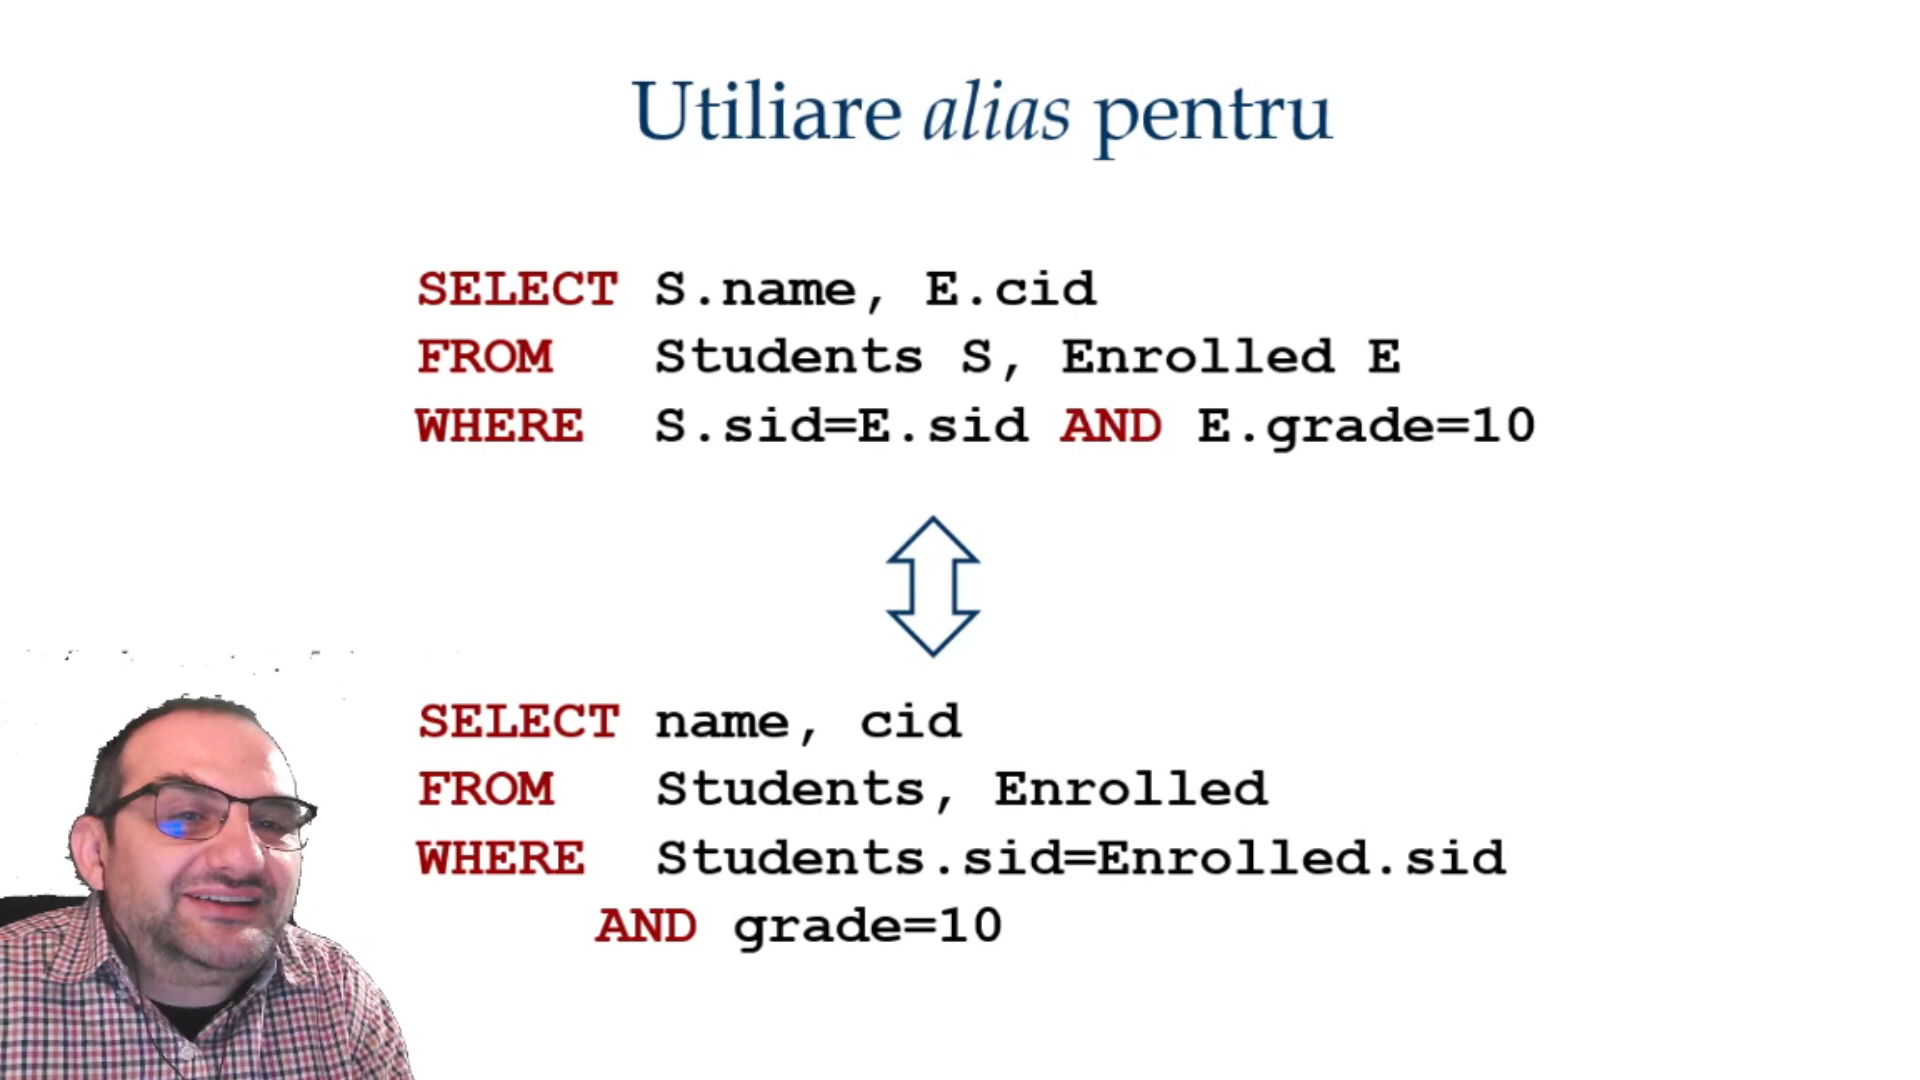 Utiliare alias pentru
SELECT S.name, E.cid
FROM Students S, Enrolled E
WHERE S.sid=E.sid AND E.grade=10
SELECT name, cid
FROM Students, Enrolled
WHERE Students.sid=Enrolled.sid
AND grade=10